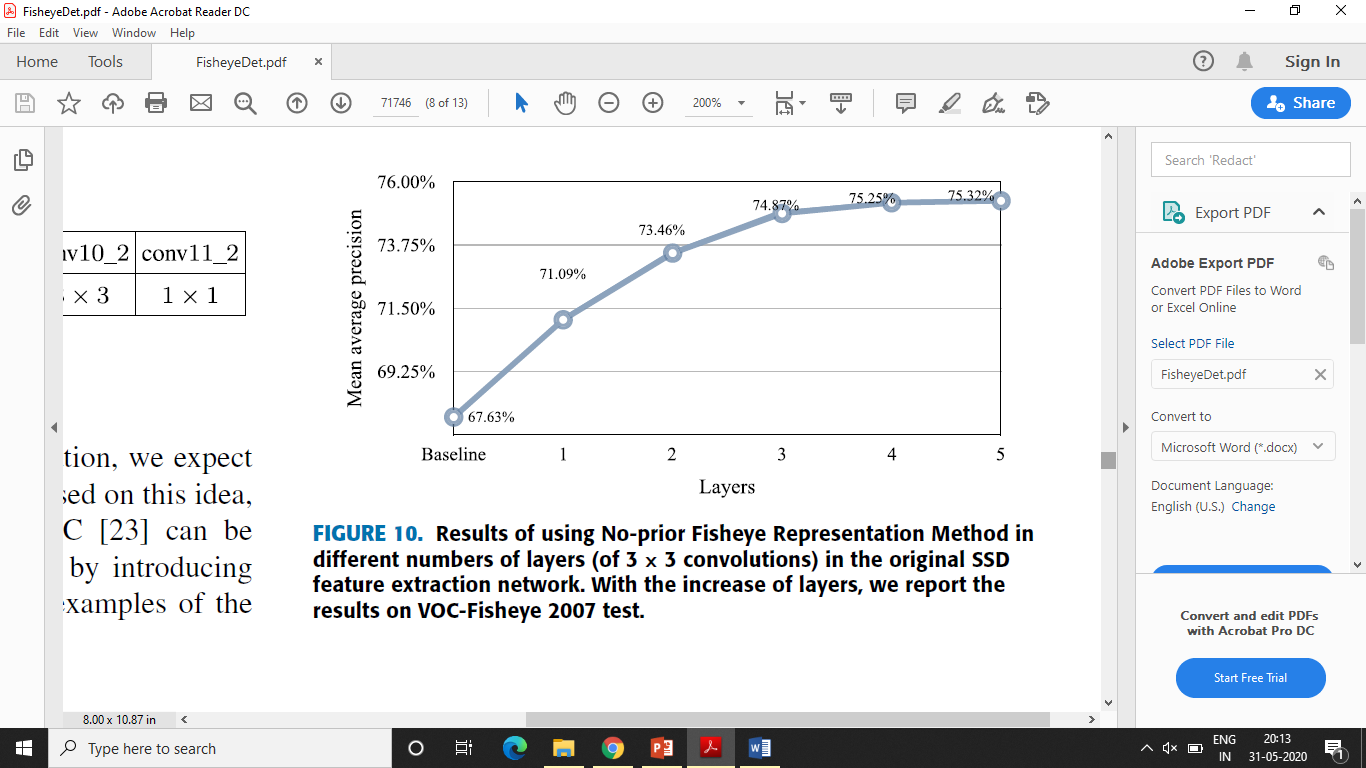 FisheyeDet.pdf - Adobe Acrobat Reader DC
File Edit View Window Help
Home Tools FisheyeDet.pdf × Sign In
71746 (8 of 13) 200% Share
76.00%
73.75%
71.50%
69.25%
Mean average precision
67.63%
71.09%
73.46%
74.87%
75.25%
75.32%
Baseline 1 2 3 4 5
Layers
FIGURE 10. Results of using No-prior Fisheye Representation Method in
different numbers of layers (of 3 × 3 convolutions) in the original SSD
feature extraction network. With the increase of layers, we report the
results on VOC-Fisheye 2007 test.
nv10_2 conv11_2
× 3 1 × 1
tion, we expect
sed on this idea,
C [23] can be
by introducing
examples of the
8.00 x 10.87 in
Search 'Redact'
Export PDF
Adobe Export PDF
Convert PDF Files to Word
or Excel Online
Select PDF File
FisheyeDet.pdf
Convert to
Microsoft Word (*.docx)
Document Language:
English (U.S.) Change
Convert and edit PDFs
with Acrobat Pro DC
Start Free Trial
Type here to search
ENG
IN
20:13
31-05-2020
1